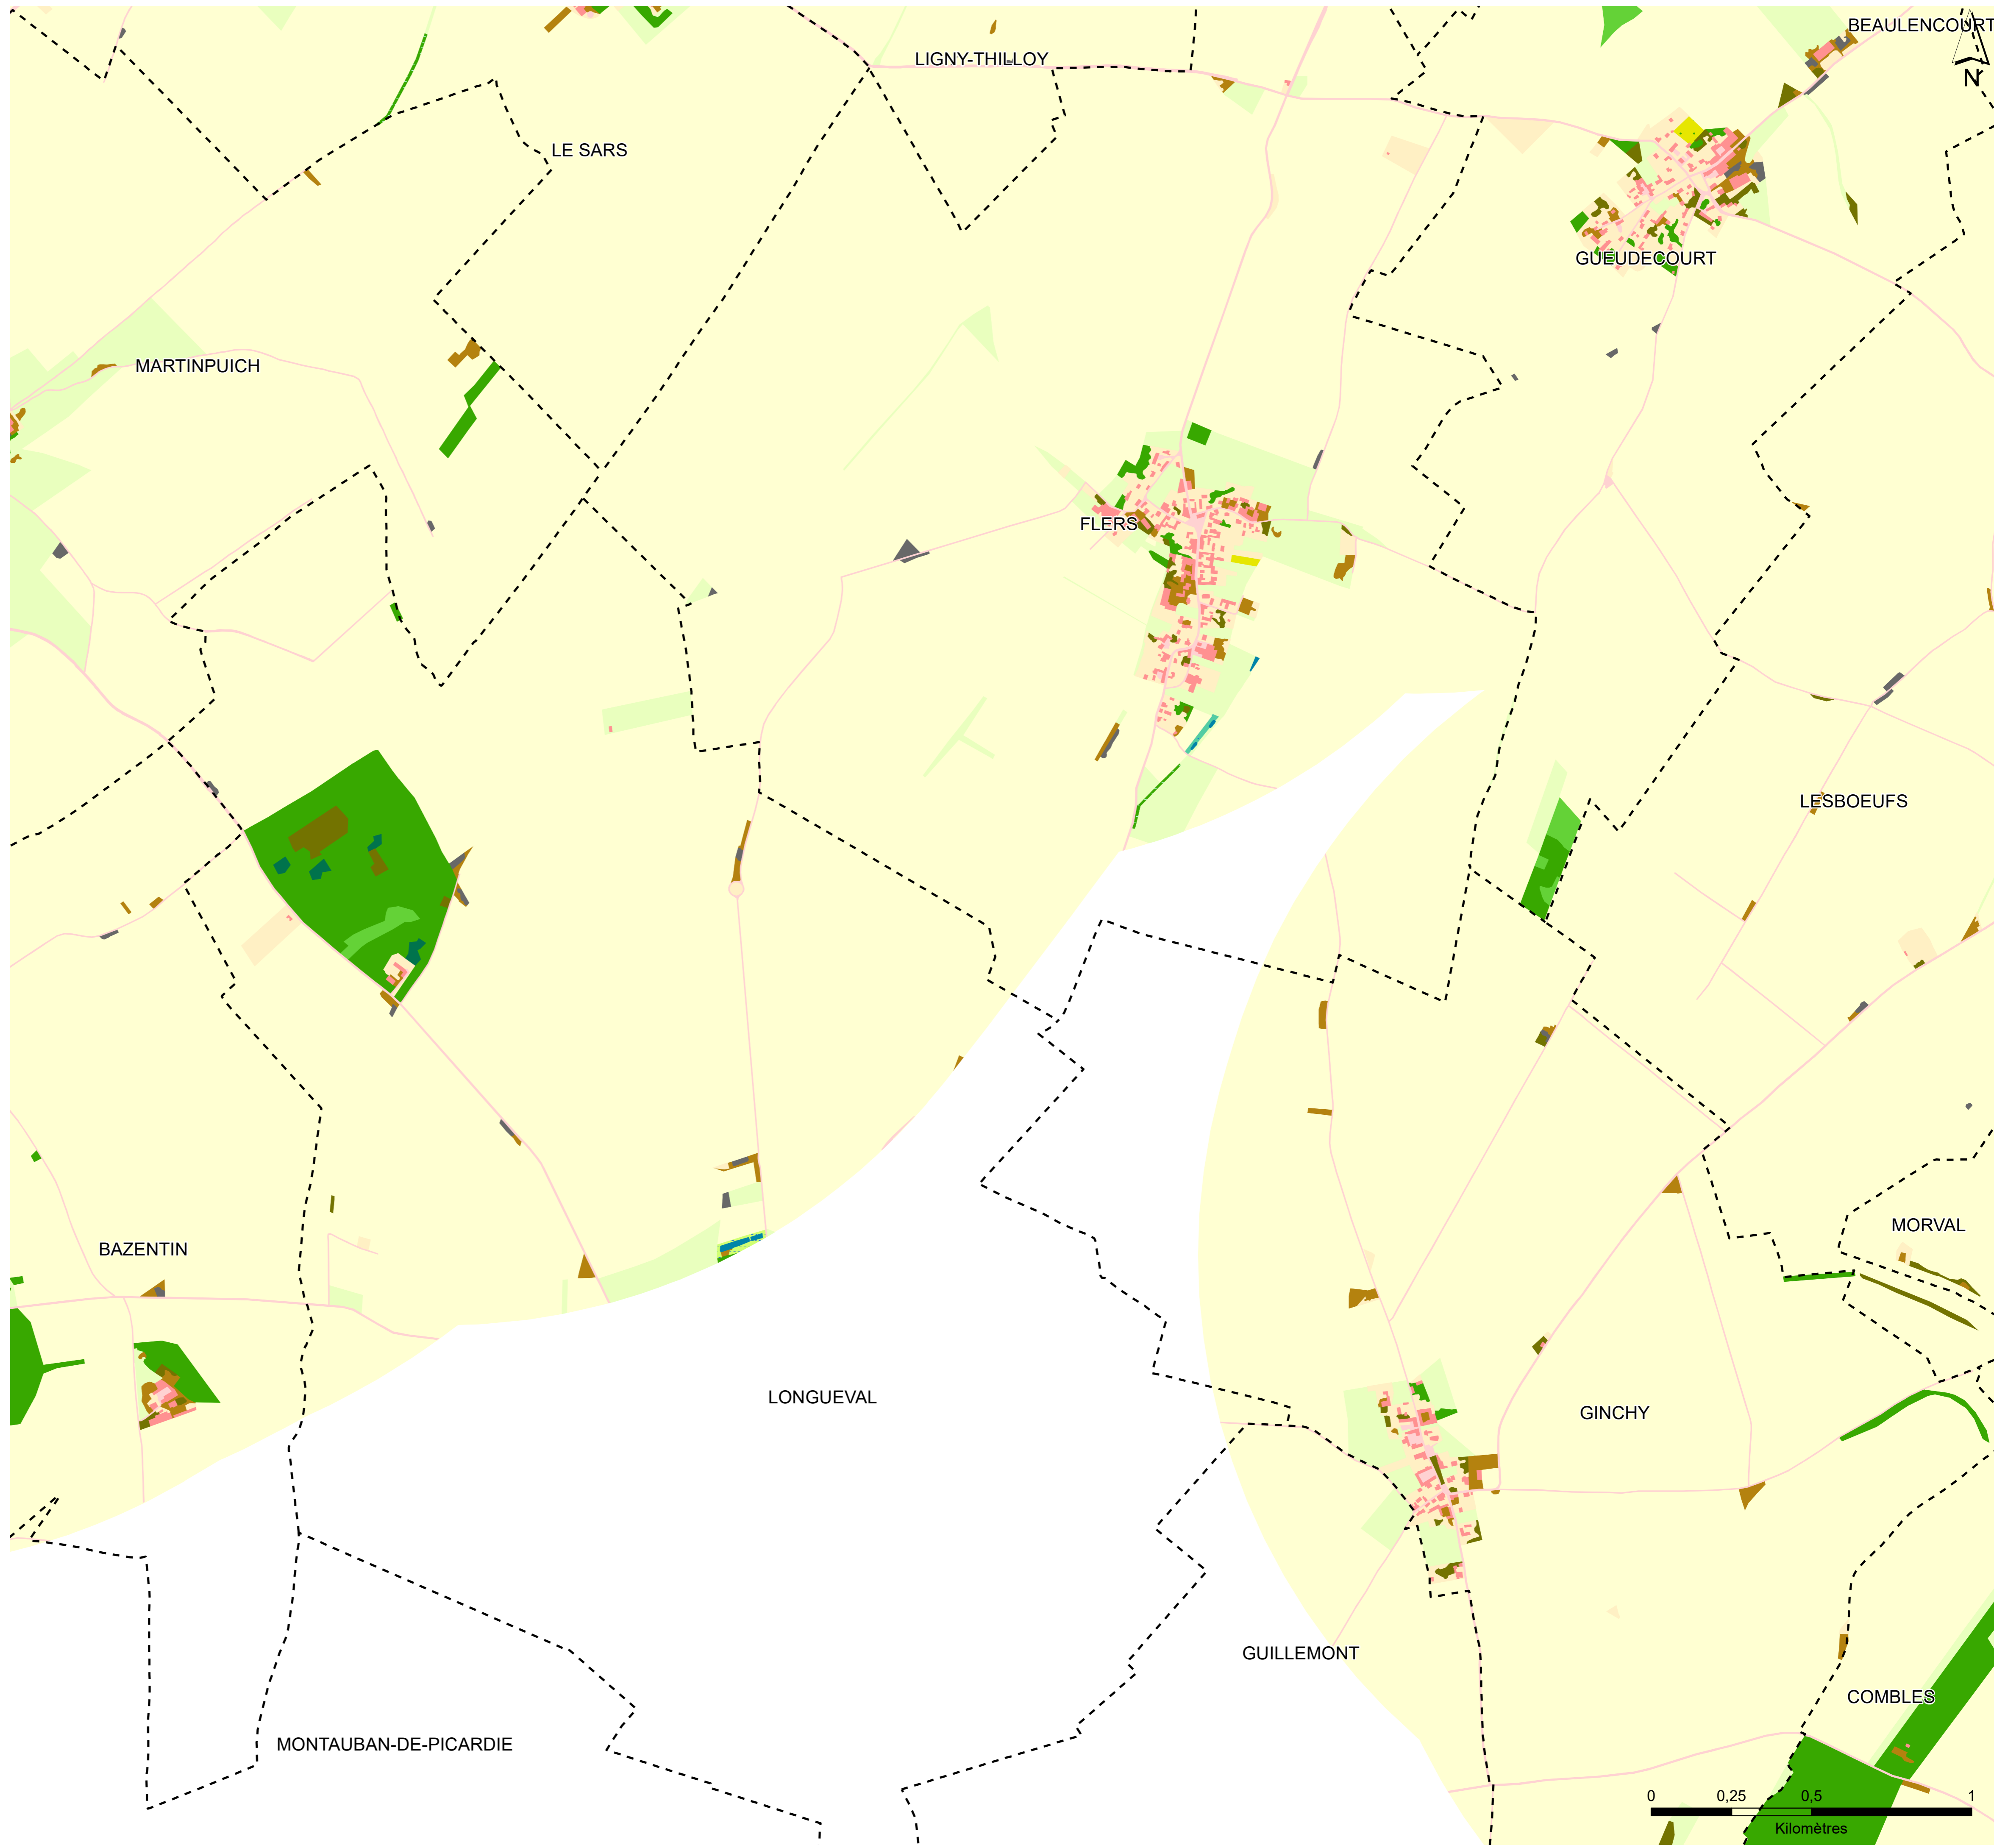 BEAULENCOURT
LIGNY-THILLOY
N
LE SARS
GUEUDECOURT
MARTINPUICH
FLERS
LESBOEUFS
MORVAL
BAZENTIN
LONGUEVAL
GINCHY
GUILLEMONT
COMBLES
MONTAUBAN-DE-PICARDIE
0 0,25 0,5 1
Kilomètres